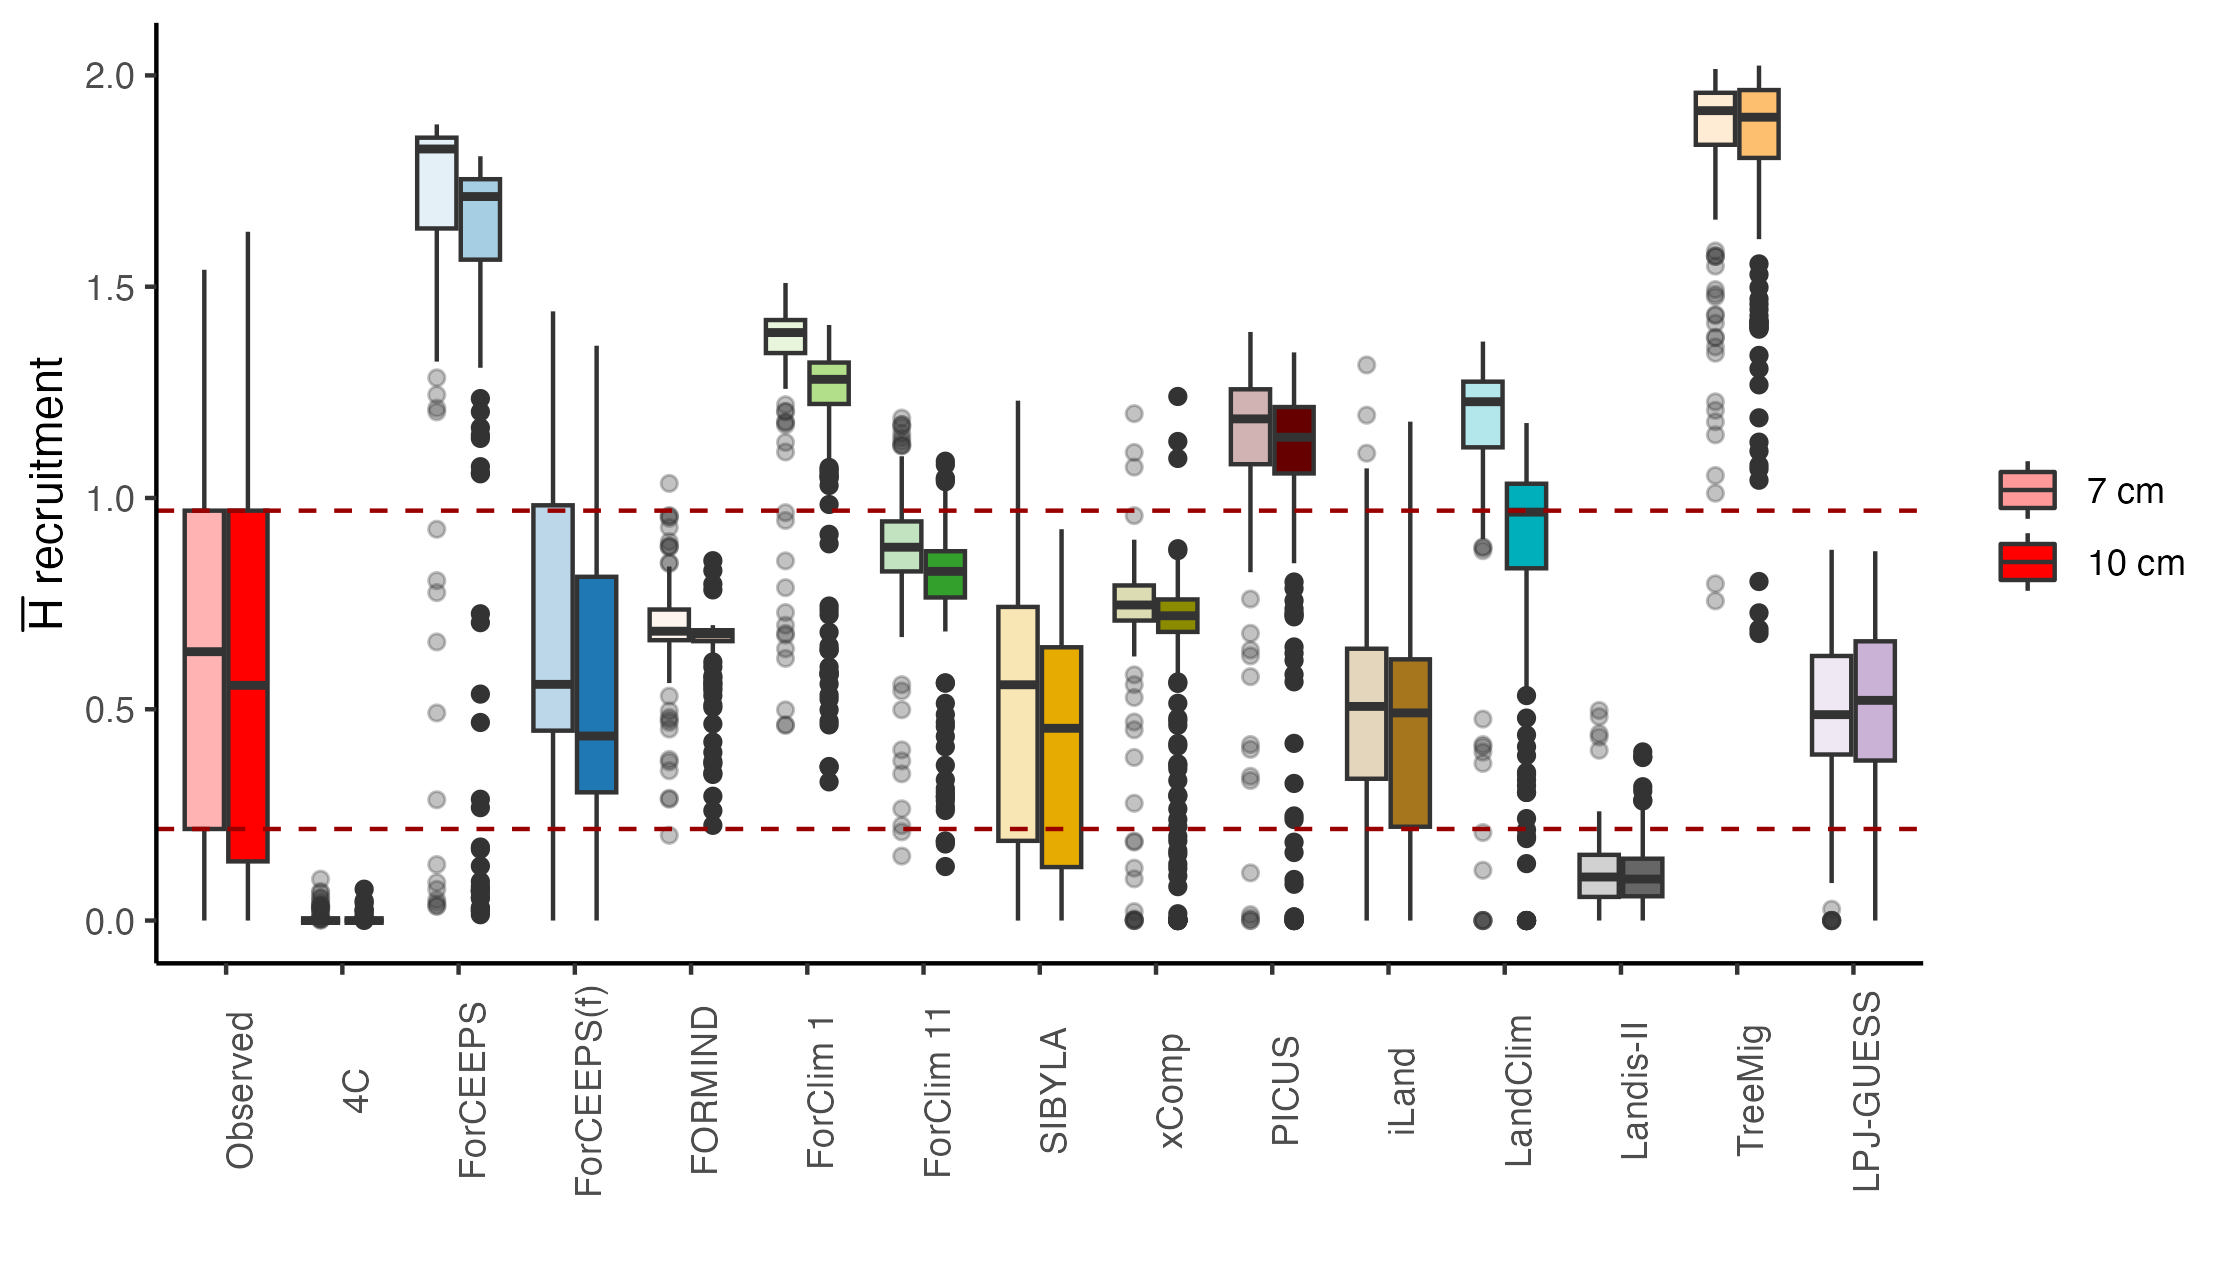 H̅ recruitment
2.0
1.5
1.0
0.5
0.0
Observed
4C
ForCEEPS
ForCEEPS(f)
FORMIND
ForClim 1
ForClim 11
SIBYLA
xComp
PICUS
iLand
LandClim
Landis-II
TreeMig
LPJ-GUESS
7 cm
10 cm